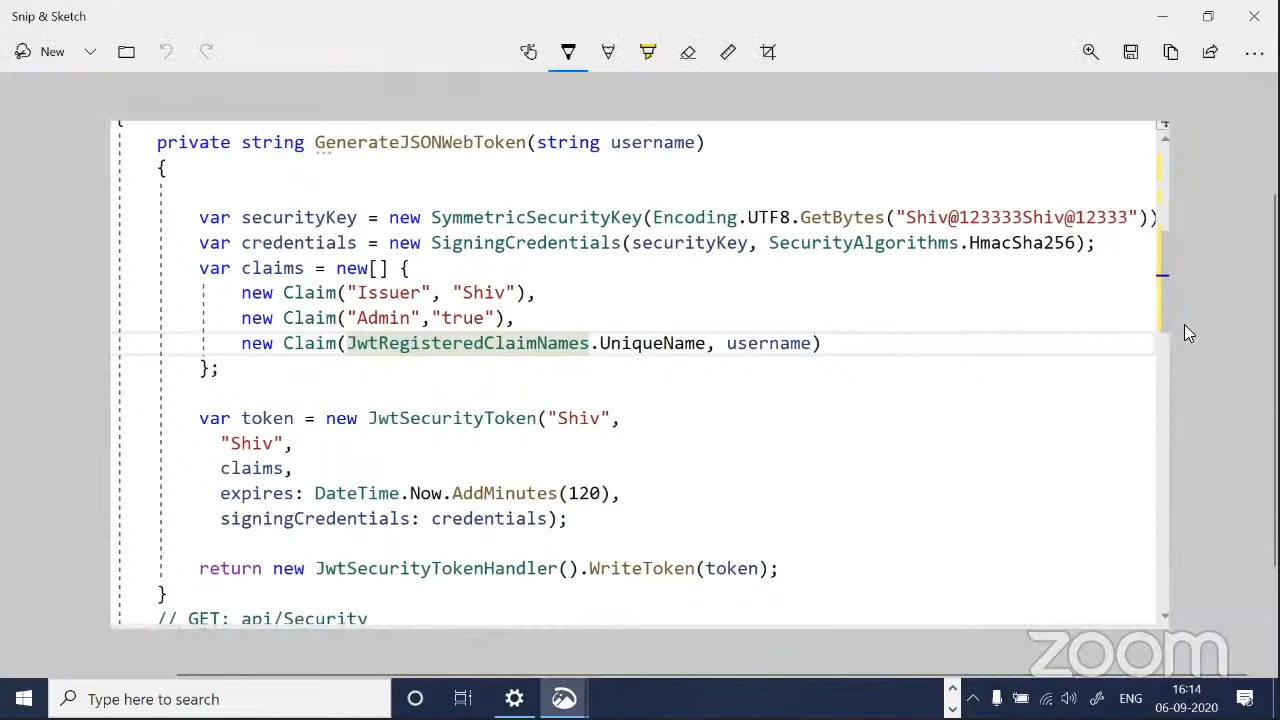 Snip & Sketch
New
private string GenerateJSONWebToken(string username)
{
var securityKey = new SymmetricSecurityKey(Encoding.UTF8.GetBytes("Shiv@123333Shiv@12333"))
var credentials = new SigningCredentials(securityKey, SecurityAlgorithms.HmacSha256);
var claims = new[] {
new Claim("Issuer", "Shiv"),
new Claim("Admin","true"),
new Claim(JwtRegisteredClaimNames.UniqueName, username)
};
var token = new JwtSecurityToken("Shiv",
"Shiv",
claims,
expires: DateTime.Now.AddMinutes(120),
signingCredentials: credentials);
return new JwtSecurityTokenHandler().WriteToken(token);
}
// GET: api/Security
zoom
Type here to search
ENG
16:14
06-09-2020